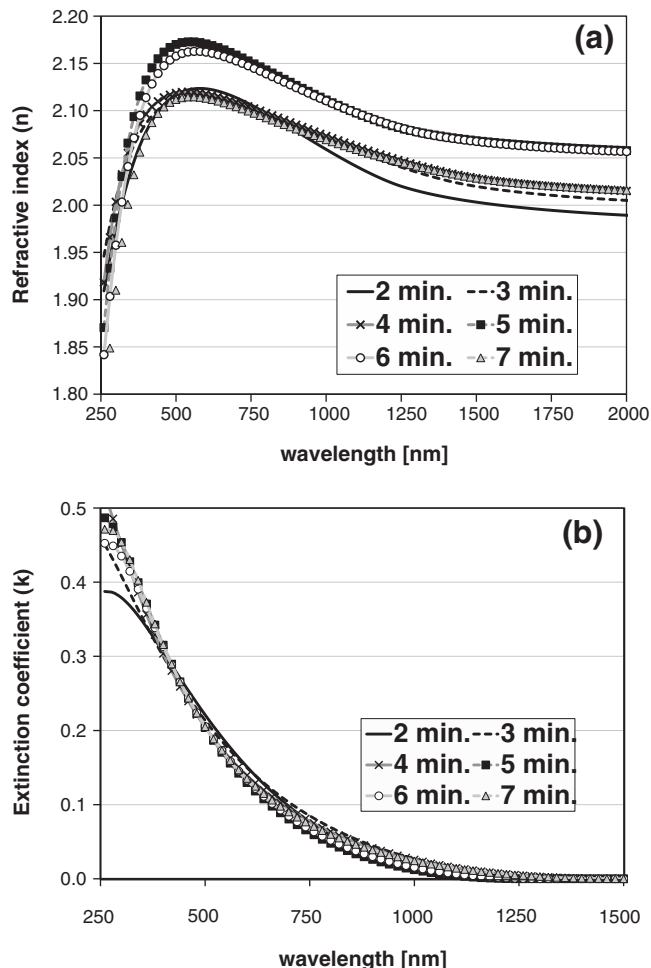 2.20
(a)
2.15
2.10
2.05
2.00
1.95
1.90
1.85
1.80
Refractive index (n)
2 min. 3 min.
4 min. 5 min.
6 min. 7 min.
250 500 750 1000 1250 1500 1750 2000
wavelength [nm]
0.5
(b)
0.4
0.3
0.2
0.1
0.0
Extinction coefficient (k)
2 min. 3 min.
4 min. 5 min.
6 min. 7 min.
250 500 750 1000 1250 1500
wavelength [nm]